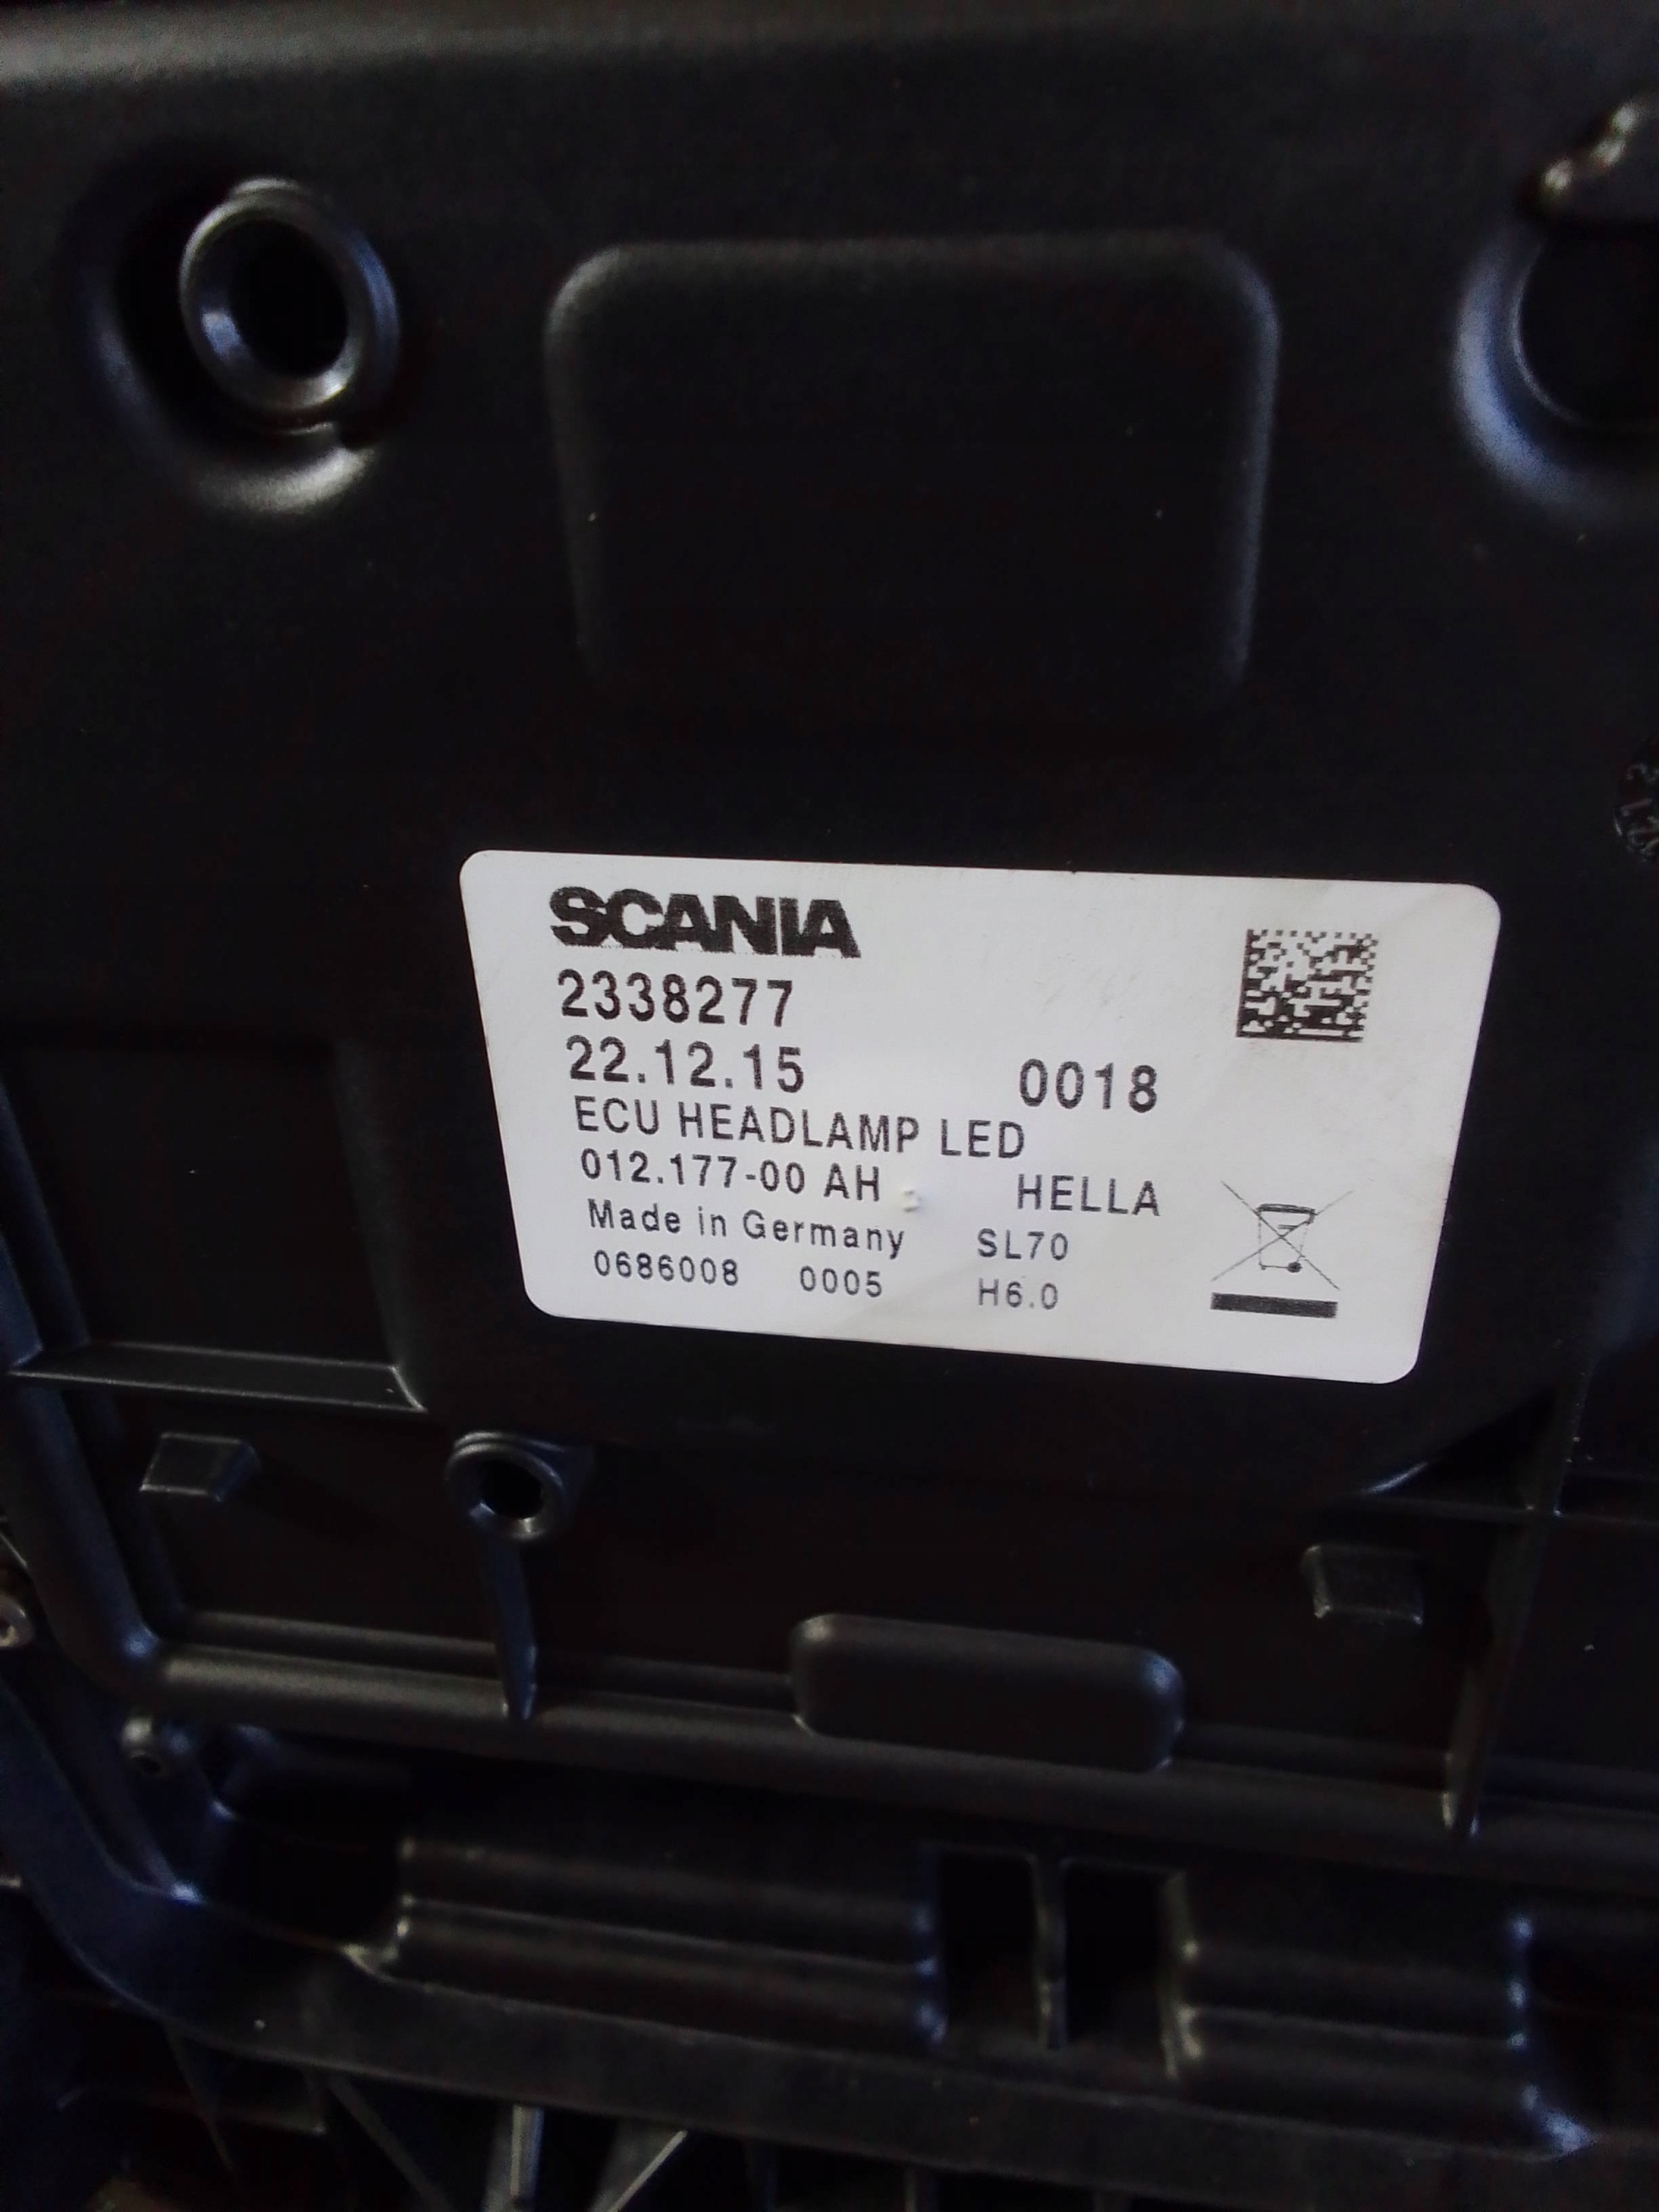 SCANIA
2338277
22.12.15 0018
ECU HEADLAMP LED
012.177-00 AH HELLA
Made in Germany SL70
0686008 0005 H6.0